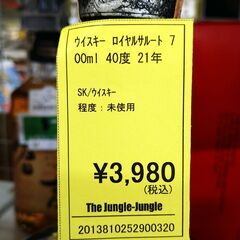 ウイスキー ロイヤルサルート 7
00ml 40度 21年
SK/ウイスキー
程度：未使用
¥3,980
(税込)
The Jungle-Jungle
2013810252900320